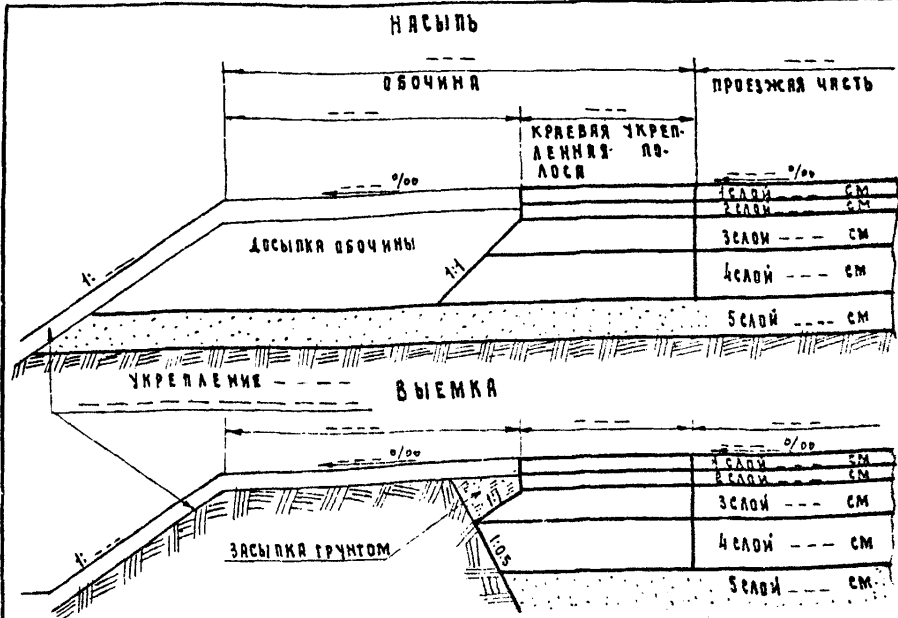 НАСЫПЬ
---
---
ОБОЧИНА
ПРОЕЗЖАЯ ЧАСТЬ
---
---
КРАЕВАЯ УКРЕП-
ЛЕННАЯ ПО-
ЛОСА
--- ‰
--- ‰
1 СЛОЙ --- СМ
2 СЛОЙ --- СМ
ДОСЫПКА ОБОЧИНЫ
3 СЛОЙ --- СМ
1:---
1:1
4 СЛОЙ --- СМ
5 СЛОЙ --- СМ
УКРЕПЛЕНИЕ ---
ВЫЕМКА
---
---
---
--- ‰
--- ‰
1 СЛОЙ --- СМ
2 СЛОЙ --- СМ
1:1
3 СЛОЙ --- СМ
1:---
ЗАСЫПКА ГРУНТОМ
1:0.5
4 СЛОЙ --- СМ
5 СЛОЙ --- СМ